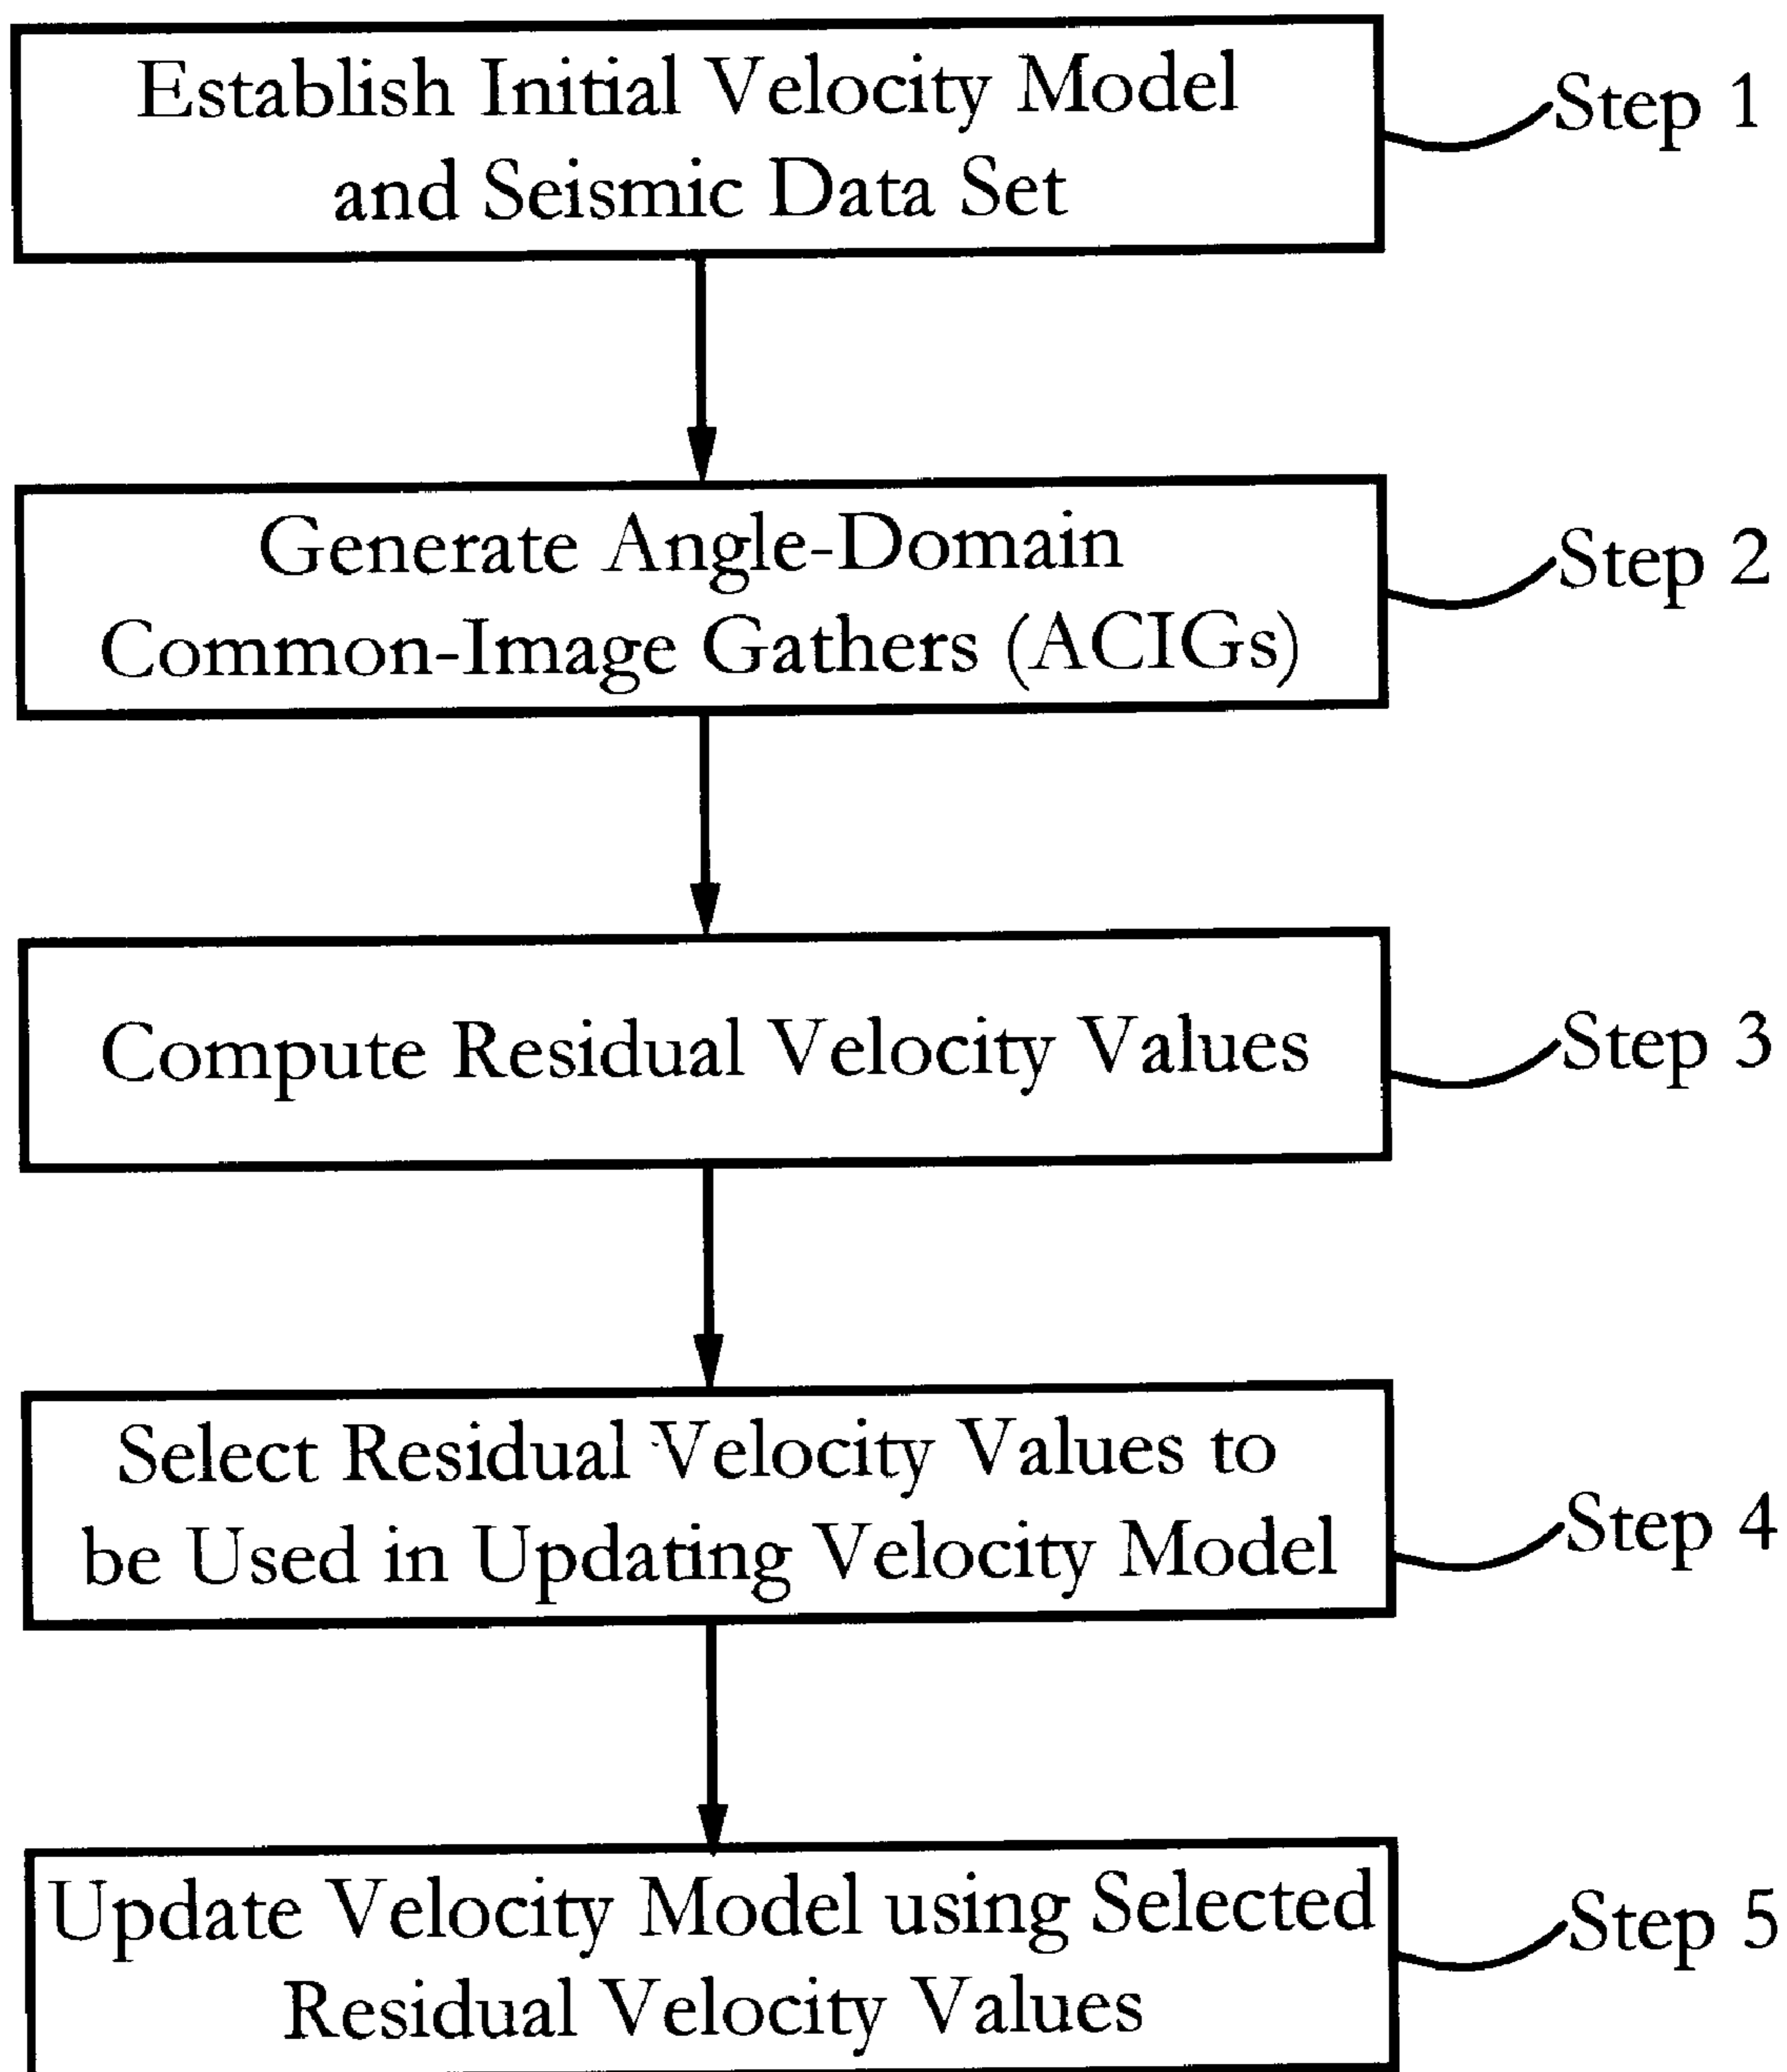 Establish Initial Velocity Model
and Seismic Data Set
Step 1
Generate Angle-Domain
Common-Image Gathers (ACIGs)
Step 2
Compute Residual Velocity Values
Step 3
Select Residual Velocity Values to
be Used in Updating Velocity Model
Step 4
Update Velocity Model using Selected
Residual Velocity Values
Step 5